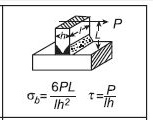 P
h
l
L
σb = 6PL/lh² τ = P/lh